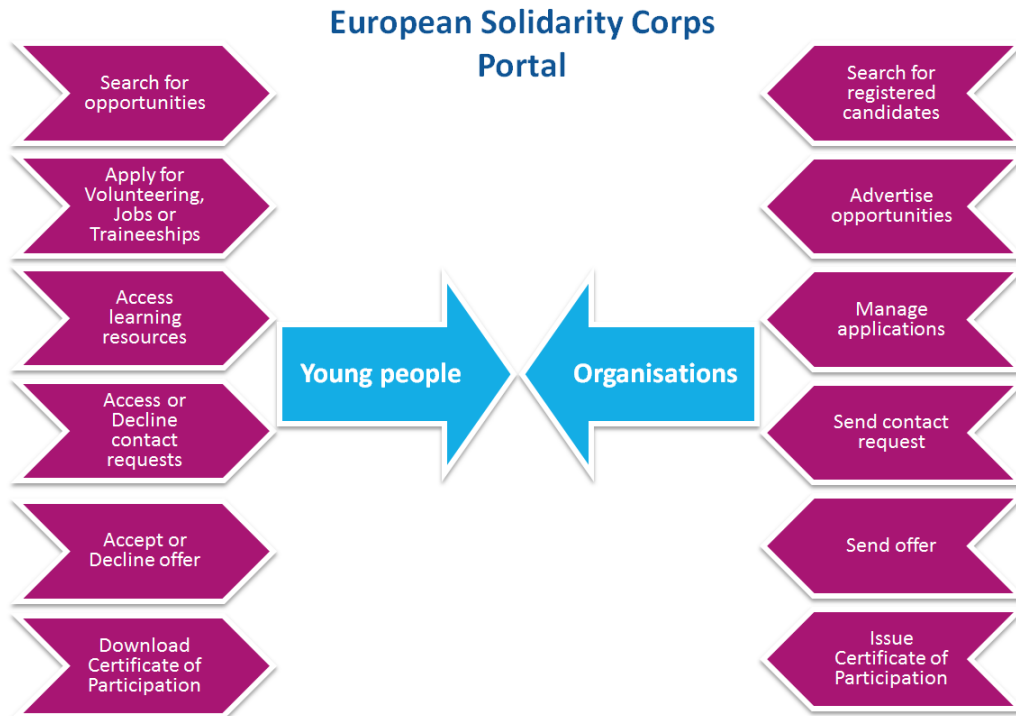 European Solidarity Corps
Portal
Search for
opportunities
Apply for
Volunteering,
Jobs or
Traineeships
Access
learning
resources
Access or
Decline
contact
requests
Accept or
Decline offer
Download
Certificate of
Participation
Young people
Organisations
Search for
registered
candidates
Advertise
opportunities
Manage
applications
Send contact
request
Send offer
Issue
Certificate of
Participation